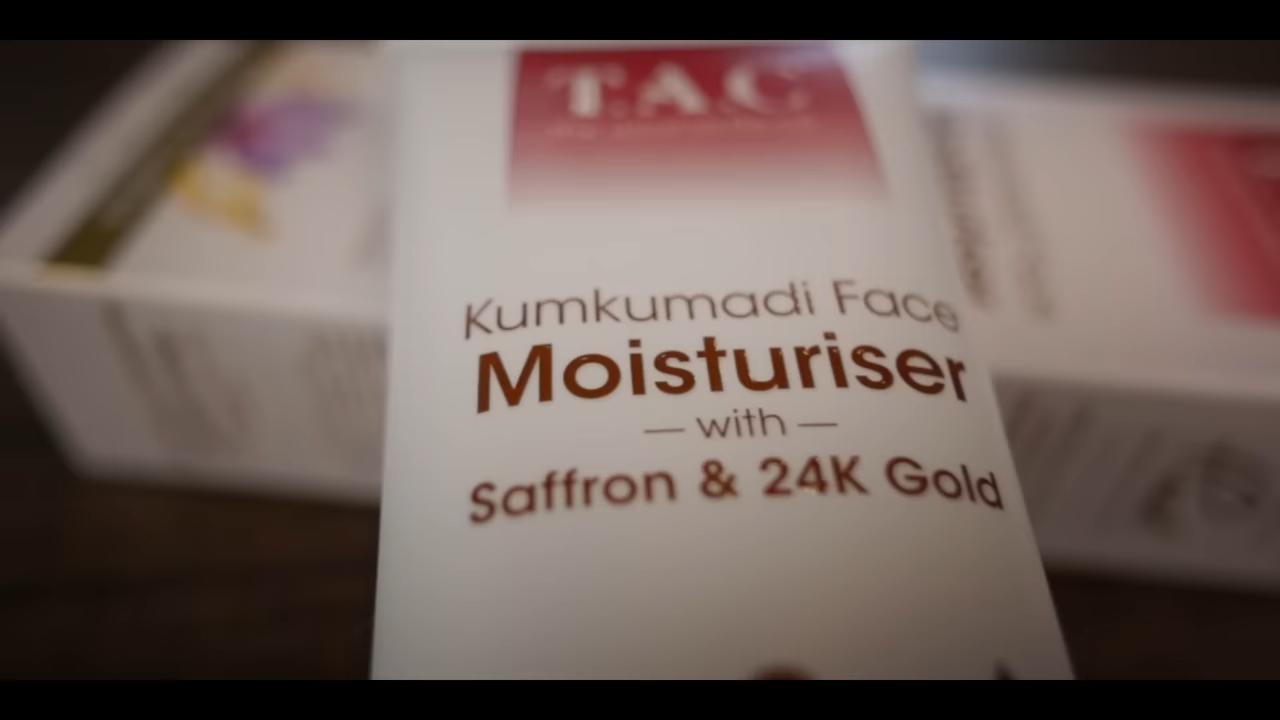 T.A.C
Kumkumadi Face
Moisturiser
— with —
Saffron & 24K Gold